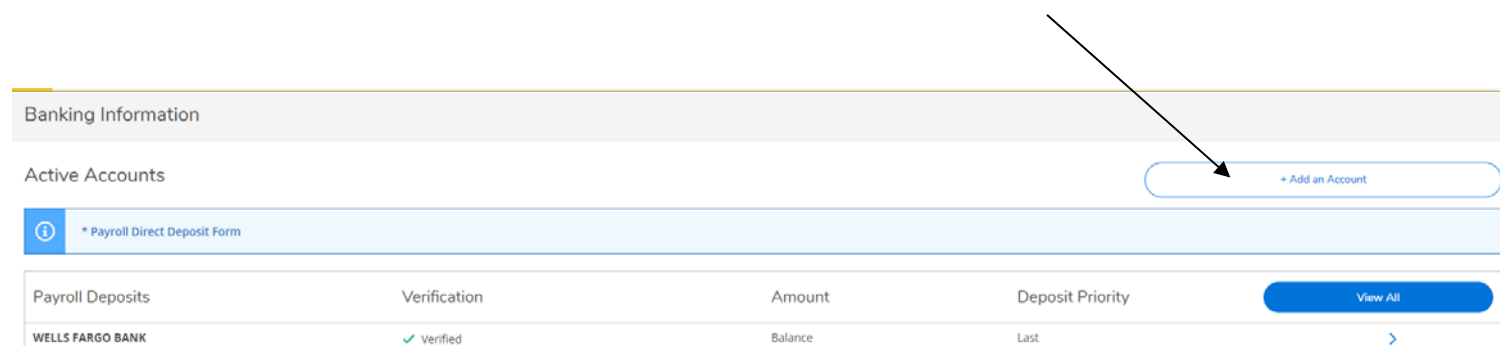 Banking Information
Active Accounts
+ Add an Account
* Payroll Direct Deposit Form
Payroll Deposits Verification Amount Deposit Priority View All
WELLS FARGO BANK Verified Balance Last